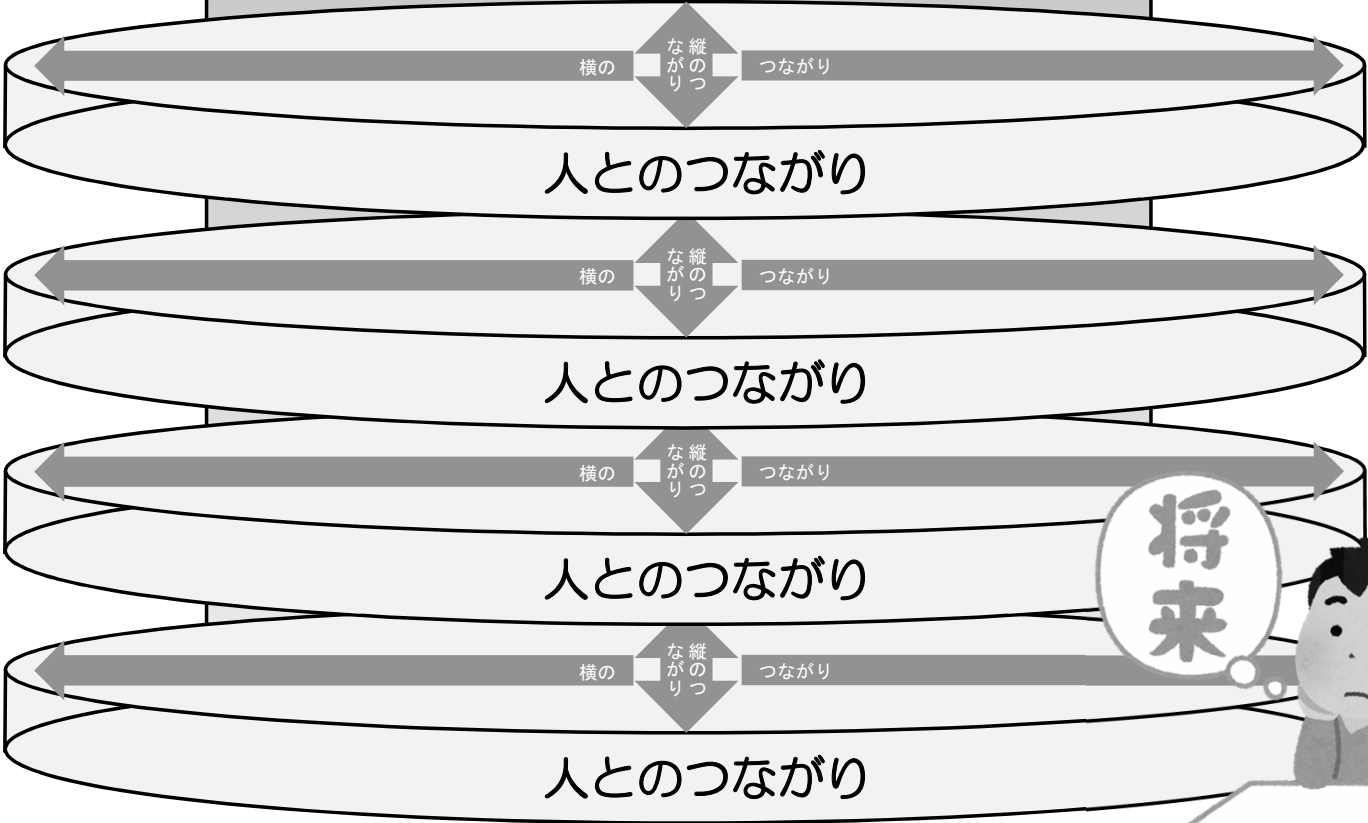 横の
縦のつ
ながり
つながり
人とのつながり
横の
縦のつ
ながり
つながり
人とのつながり
横の
縦のつ
ながり
つながり
人とのつながり
将来
横の
縦のつ
ながり
つながり
人とのつながり